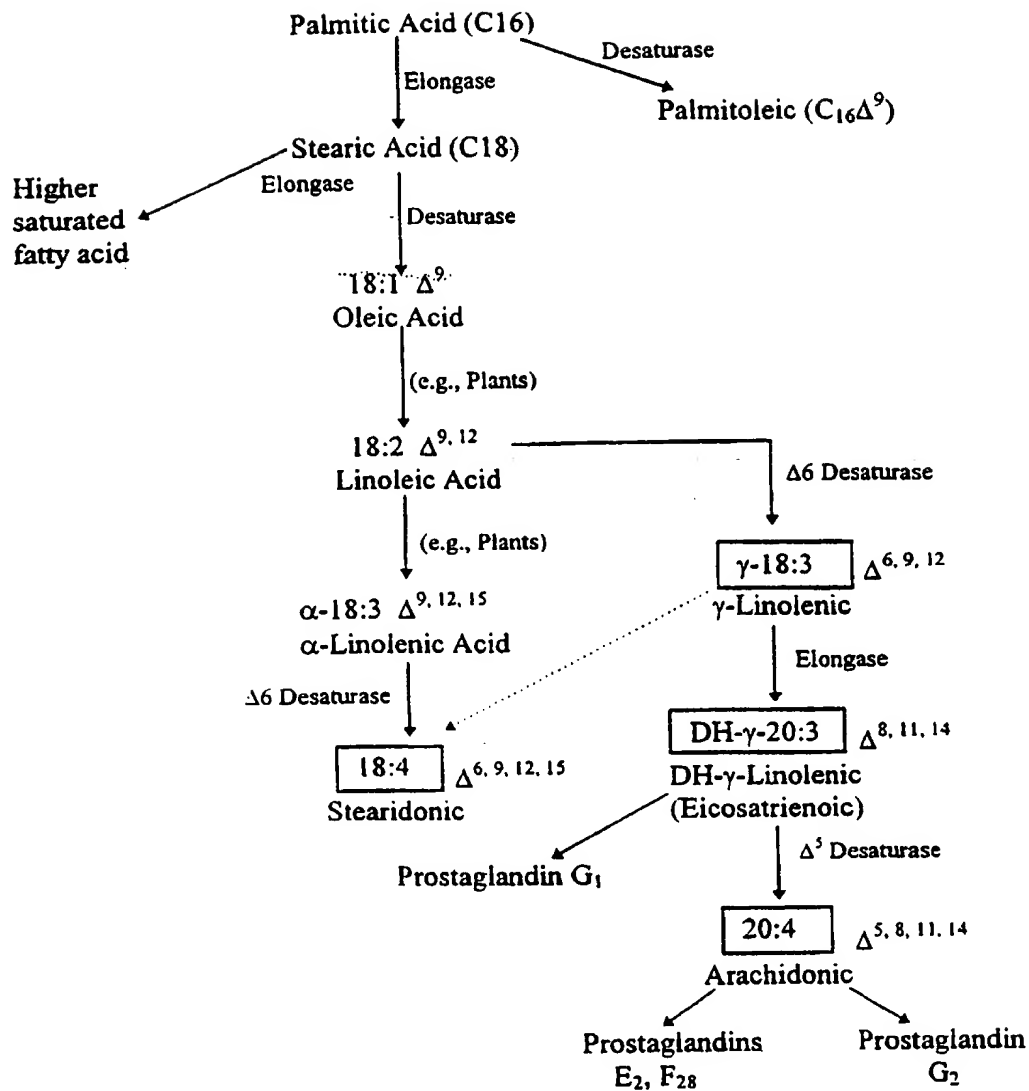 Palmitic Acid (C16)
Desaturase
Elongase
Palmitoleic (C₁₆Δ⁹)
Stearic Acid (C18)
Elongase
Higher
saturated
fatty acid
Desaturase
18:1 Δ⁹
Oleic Acid
(e.g., Plants)
18:2 Δ⁹, ¹²
Linoleic Acid
Δ6 Desaturase
(e.g., Plants)
γ-18:3 Δ⁶, ⁹, ¹²
γ-Linolenic
α-18:3 Δ⁹, ¹², ¹⁵
α-Linolenic Acid
Elongase
Δ6 Desaturase
DH-γ-20:3 Δ⁸, ¹¹, ¹⁴
DH-γ-Linolenic
(Eicosatrienoic)
18:4 Δ⁶, ⁹, ¹², ¹⁵
Stearidonic
Δ⁵ Desaturase
Prostaglandin G₁
20:4 Δ⁵, ⁸, ¹¹, ¹⁴
Arachidonic
Prostaglandins
E₂, F₂₈
Prostaglandin
G₂